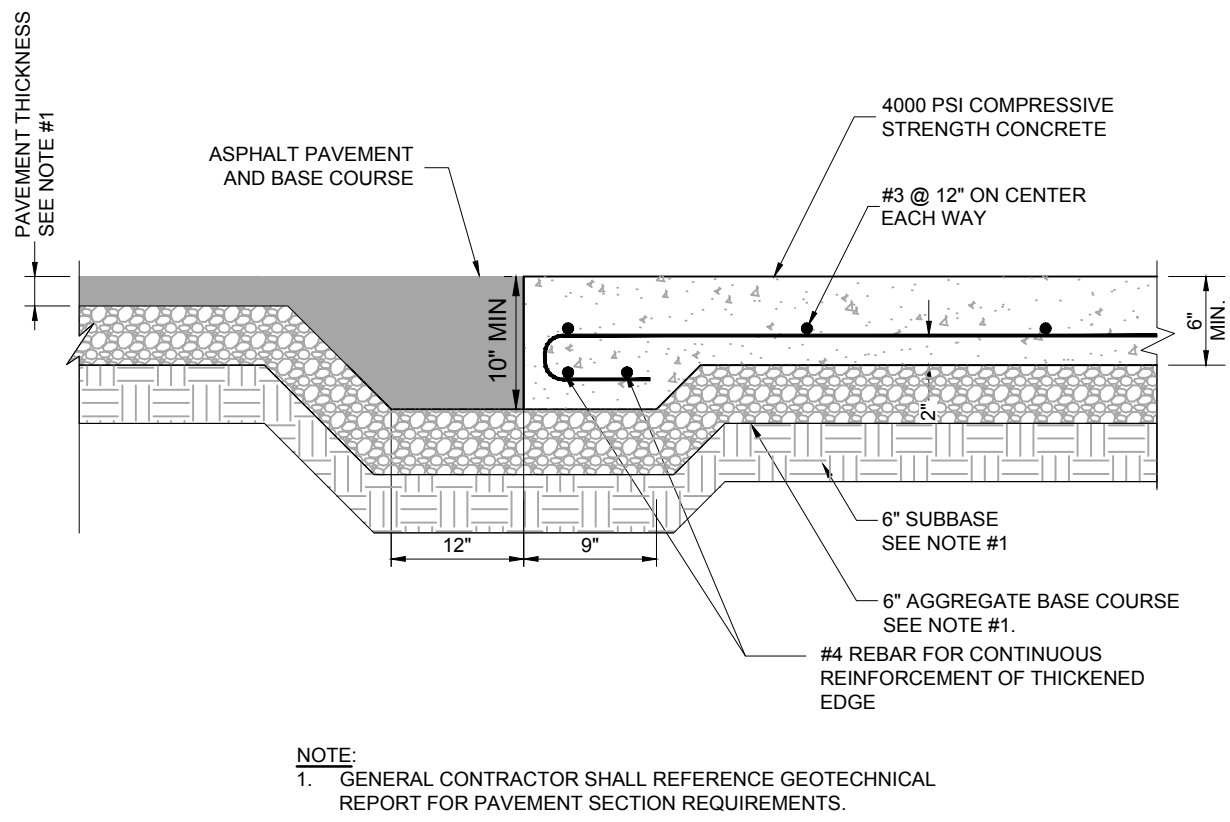 PAVEMENT THICKNESS
SEE NOTE #1
ASPHALT PAVEMENT
AND BASE COURSE
4000 PSI COMPRESSIVE
STRENGTH CONCRETE
#3 @ 12" ON CENTER
EACH WAY
10" MIN
6"
MIN.
2"
12"
9"
6" SUBBASE
SEE NOTE #1
6" AGGREGATE BASE COURSE
SEE NOTE #1.
#4 REBAR FOR CONTINUOUS
REINFORCEMENT OF THICKENED
EDGE
NOTE:
1. GENERAL CONTRACTOR SHALL REFERENCE GEOTECHNICAL
REPORT FOR PAVEMENT SECTION REQUIREMENTS.